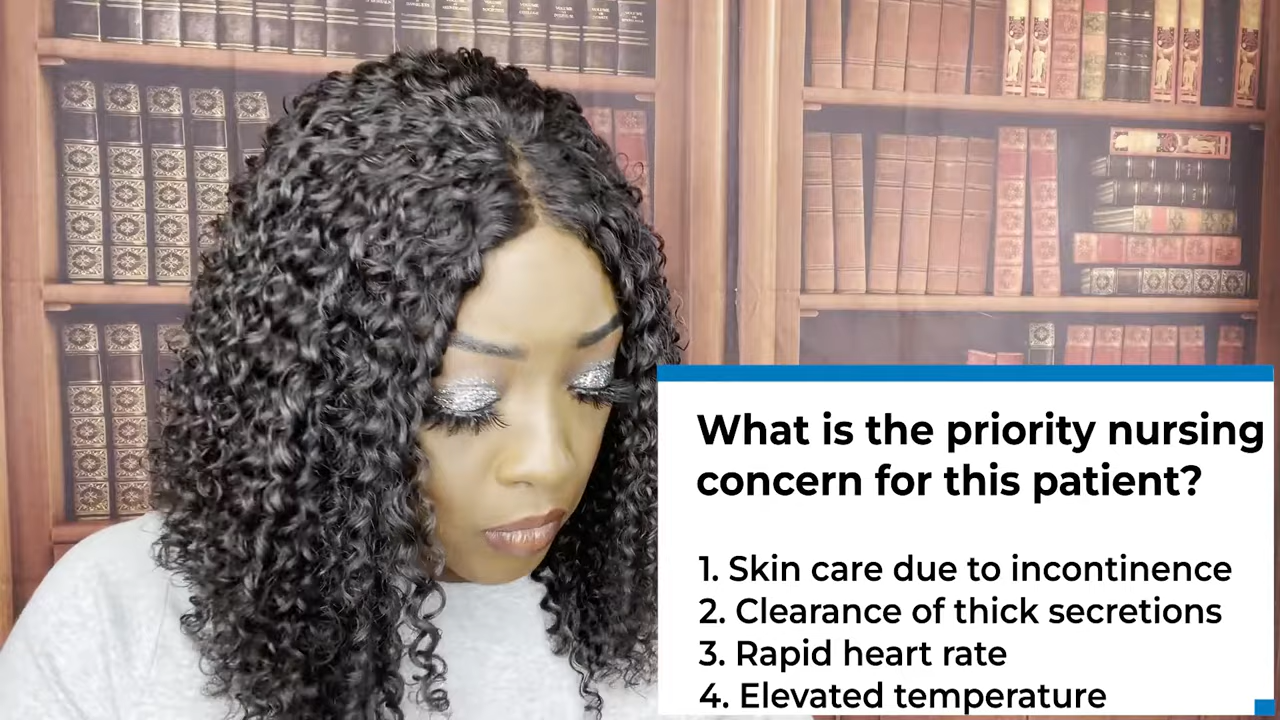 What is the priority nursing
concern for this patient?
1. Skin care due to incontinence
2. Clearance of thick secretions
3. Rapid heart rate
4. Elevated temperature